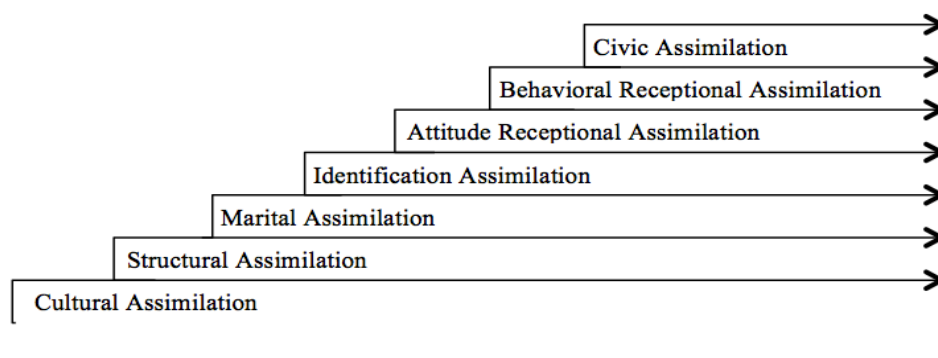 Civic Assimilation
Behavioral Receptional Assimilation
Attitude Receptional Assimilation
Identification Assimilation
Marital Assimilation
Structural Assimilation
Cultural Assimilation